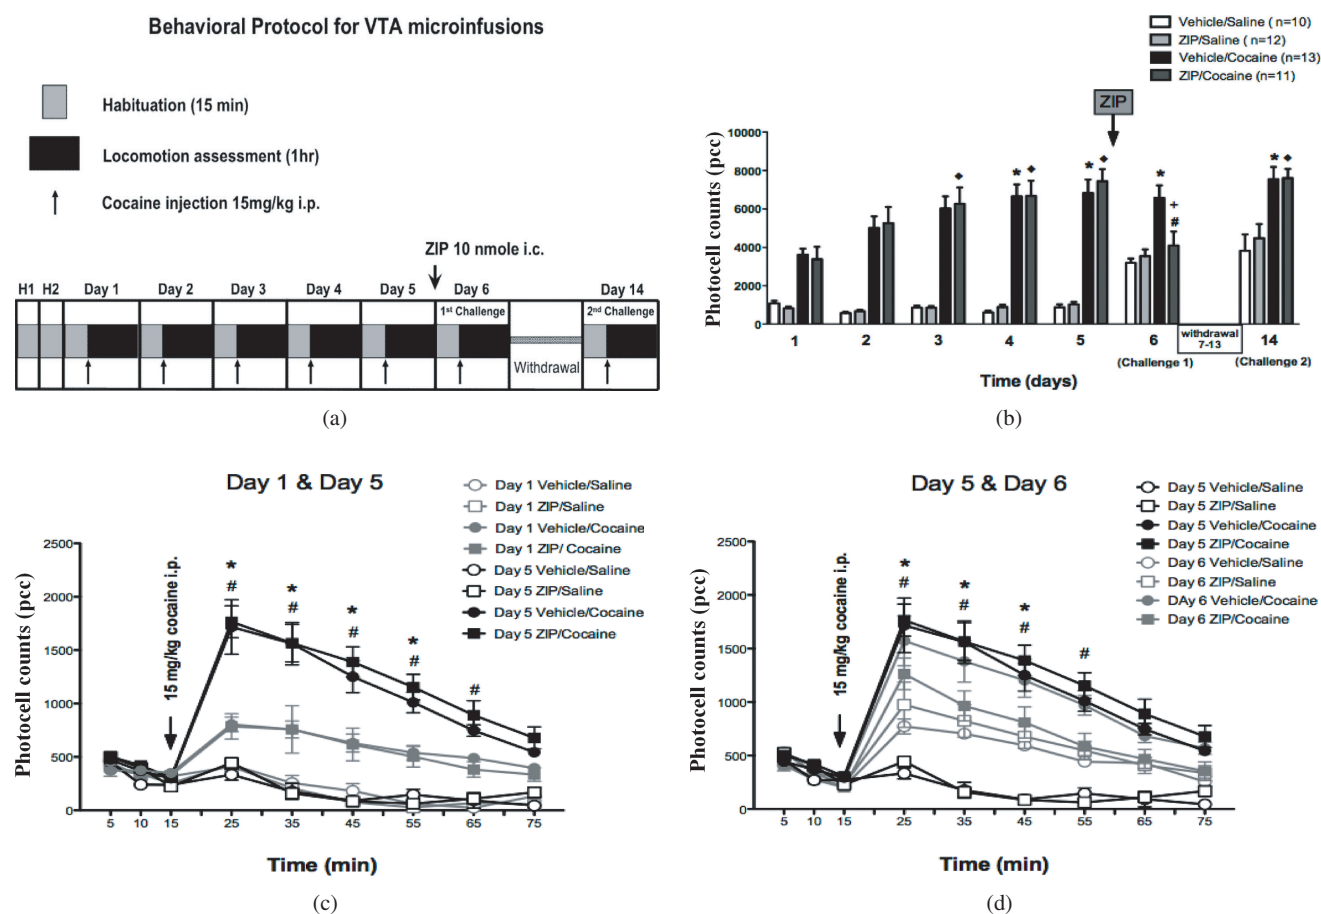 Behavioral Protocol for VTA microinfusions
Habituation (15 min)
Locomotion assessment (1hr)
Cocaine injection 15mg/kg i.p.
ZIP 10 nmole i.c.
H1 H2 Day 1 Day 2 Day 3 Day 4 Day 5 Day 6 Day 14
1st Challenge 2nd Challenge
Withdrawal
(a)
Vehicle/Saline ( n=10)
ZIP/Saline ( n=12)
Vehicle/Cocaine (n=13)
ZIP/Cocaine (n=11)
ZIP
Photocell counts (pcc)
10000
8000
6000
4000
2000
0
* ◆ + #
1 2 3 4 5 6 14
withdrawal
7-13
(Challenge 1) (Challenge 2)
Time (days)
(b)
Day 1 & Day 5
Day 1 Vehicle/Saline
Day 1 ZIP/Saline
Day 1 Vehicle/Cocaine
Day 1 ZIP/ Cocaine
Day 5 Vehicle/Saline
Day 5 ZIP/Saline
Day 5 Vehicle/Cocaine
Day 5 ZIP/Cocaine
Photocell counts (pcc)
2500
2000
1500
1000
500
0
15 mg/kg cocaine i.p.
* * * *
# # # # #
5 10 15 25 35 45 55 65 75
Time (min)
(c)
Day 5 & Day 6
Day 5 Vehicle/Saline
Day 5 ZIP/Saline
Day 5 Vehicle/Cocaine
Day 5 ZIP/Cocaine
Day 6 Vehicle/Saline
Day 6 ZIP/Saline
DAy 6 Vehicle/Cocaine
Day 6 ZIP/Cocaine
Photocell counts (pcc)
2500
2000
1500
1000
500
0
15 mg/kg cocaine i.p.
* * *
# # # #
5 10 15 25 35 45 55 65 75
Time (min)
(d)